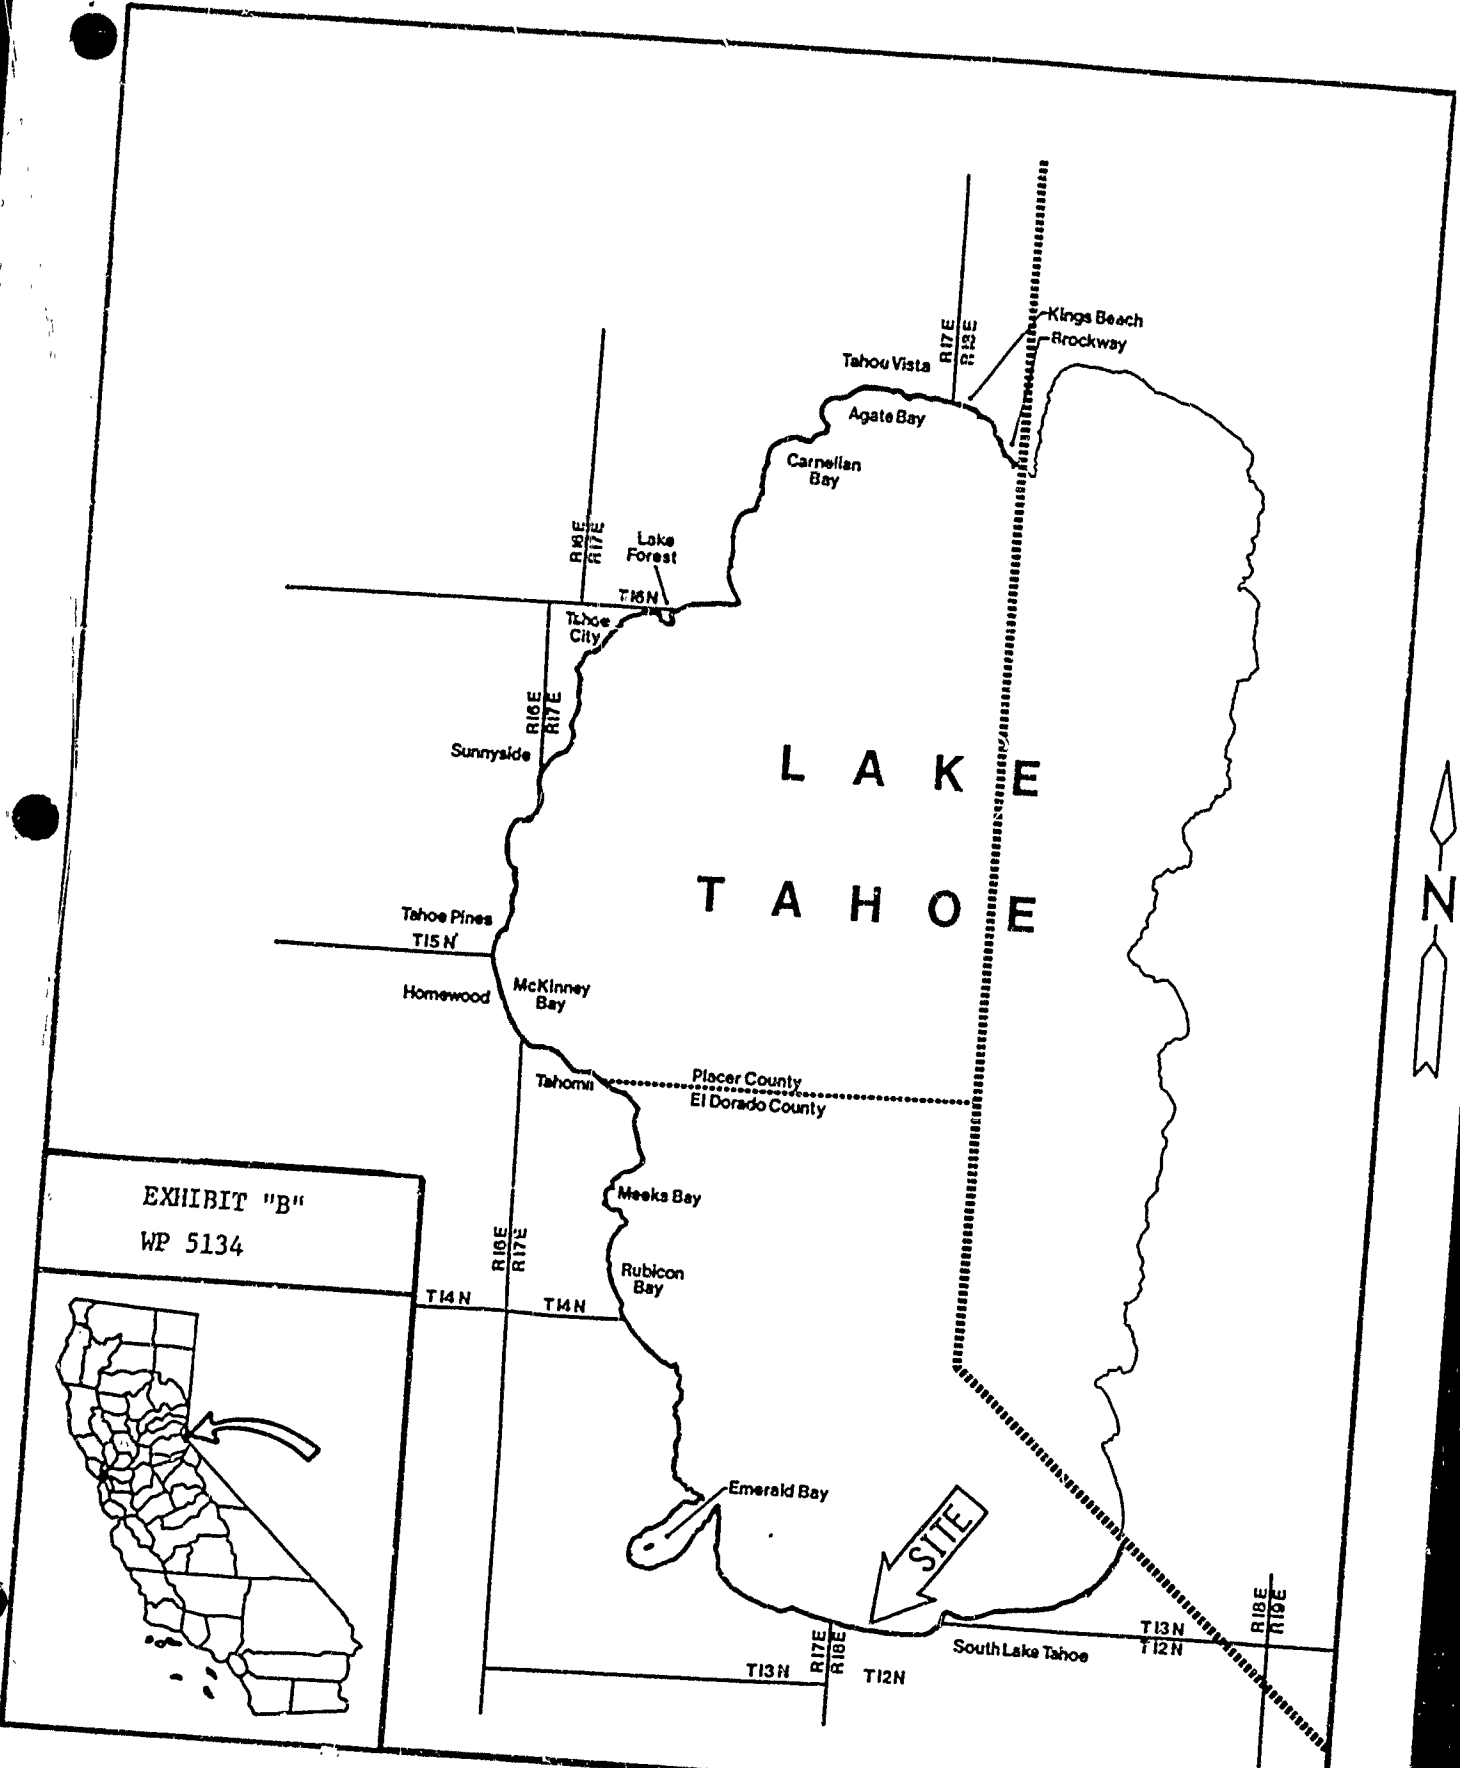 Kings Beach
Brockway
R17E
R18E
Tahou Vista
Agate Bay
Carnelian
Bay
R16E
R17E
Lake
Forest
T16N
Tahoe
City
R16E
R17E
Sunnyside
L A K E
T A H O E
N
Tahoe Pines
T15N
Homewood
McKinney
Bay
Tahoma
Placer County
El Dorado County
EXHIBIT "B"
WP 5134
Meeks Bay
R16E
R17E
Rubicon
Bay
T14N
T14N
Emerald Bay
SITE
R18E
R19E
T13N
T12N
South Lake Tahoe
R17E
R18E
T13N
T12N